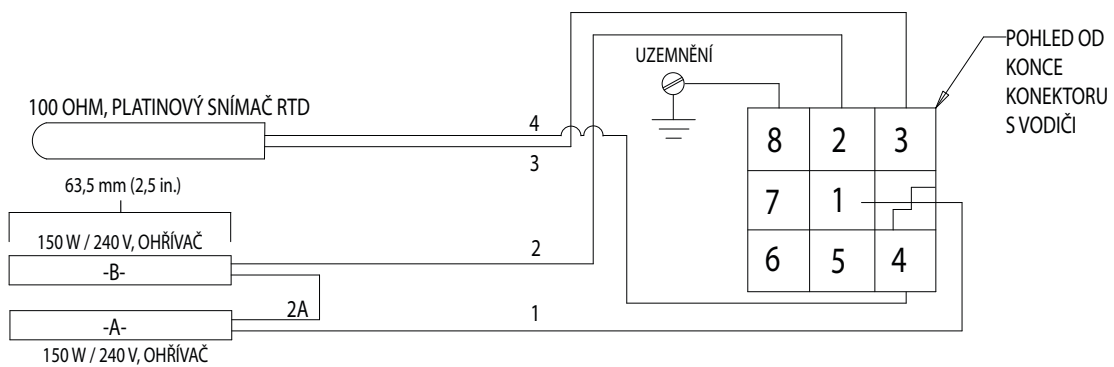 UZEMNĚNÍ
POHLED OD
KONCE
KONEKTORU
S VODIČI
100 OHM, PLATINOVÝ SNÍMAČ RTD
4
3
8 2 3
7 1
6 5 4
63,5 mm (2,5 in.)
150 W / 240 V, OHŘÍVAČ
-B-
2
2A
1
-A-
150 W / 240 V, OHŘÍVAČ